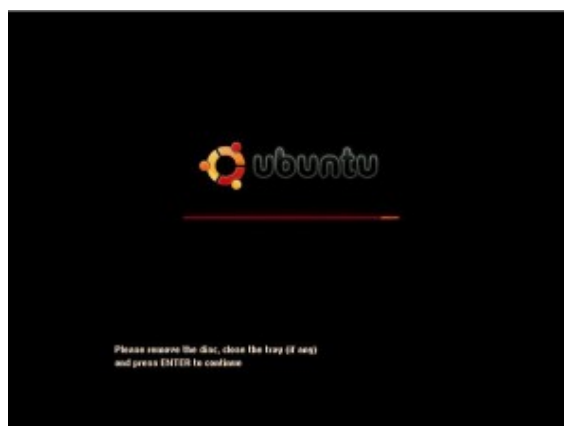 ubuntu
Please remove the disc, close the tray (if any)
and press ENTER to continue